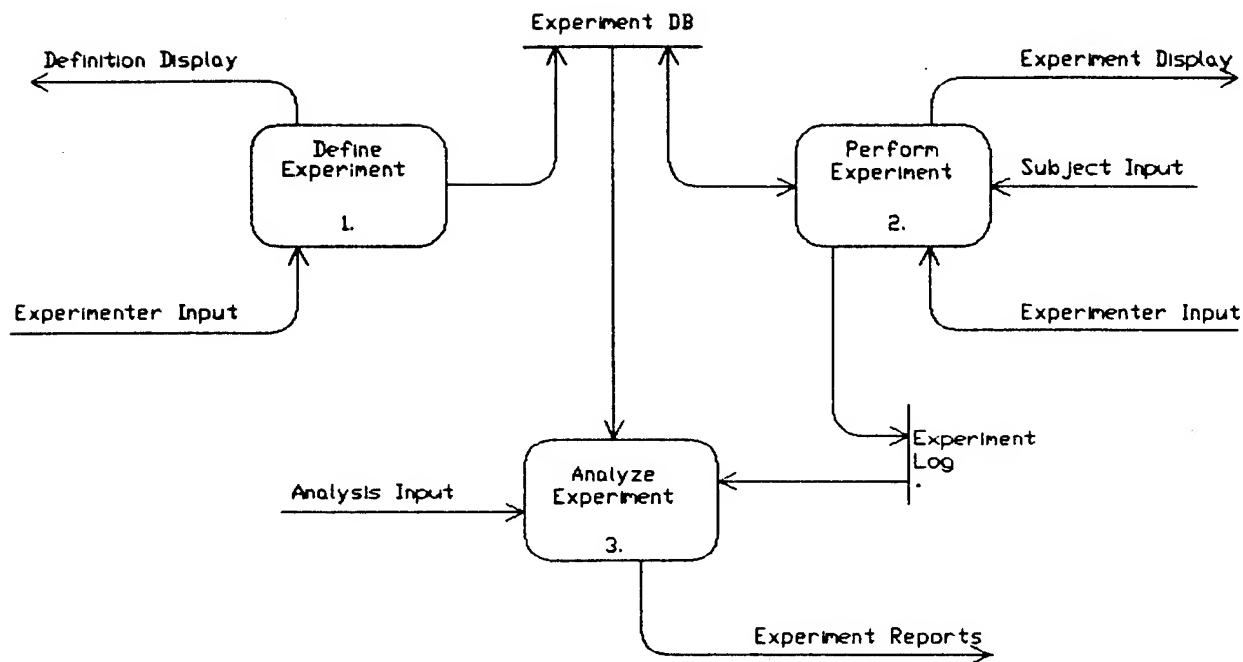 Experiment DB
Definition Display
Experiment Display
Define
Experiment
1.
Perform
Experiment
2.
Subject Input
Experimenter Input
Experimenter Input
Experiment
Log
Analysis Input
Analyze
Experiment
3.
Experiment Reports